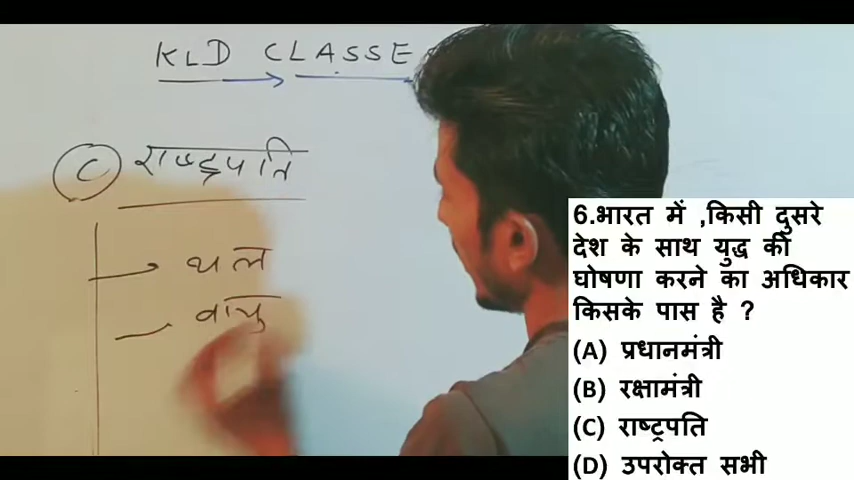 KLD CLASSE
C राष्ट्रपति
थल
वायु
6.भारत में ,किसी दुसरे
देश के साथ युद्ध की
घोषणा करने का अधिकार
किसके पास है ?
(A) प्रधानमंत्री
(B) रक्षामंत्री
(C) राष्ट्रपति
(D) उपरोक्त सभी